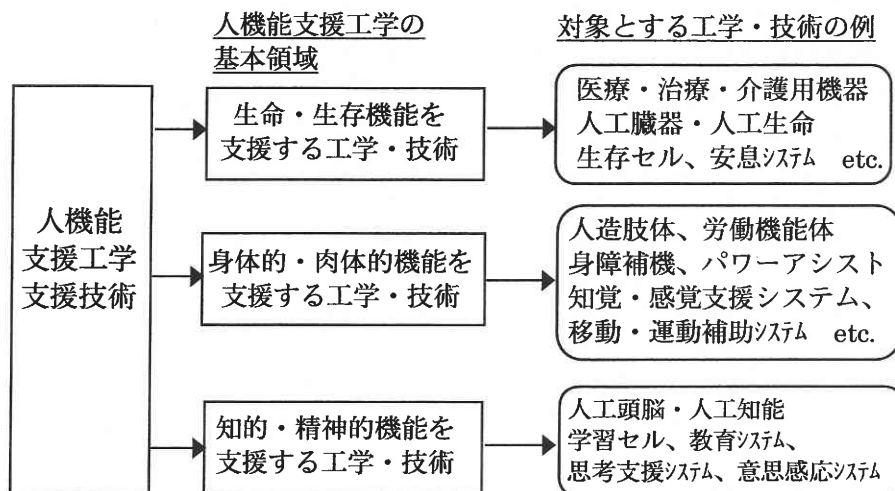 人機能支援工学の
基本領域
対象とする工学・技術の例
人機能
支援工学
支援技術
生命・生存機能を
支援する工学・技術
医療・治療・介護用機器
人工臓器・人工生命
生存セル、安息システム etc.
身体的・肉体的機能を
支援する工学・技術
人造肢体、労働機能体
身障補機、パワーアシスト
知覚・感覚支援システム、
移動・運動補助システム etc.
知的・精神的機能を
支援する工学・技術
人工頭脳・人工知能
学習セル、教育システム、
思考支援システム、意思感応システム